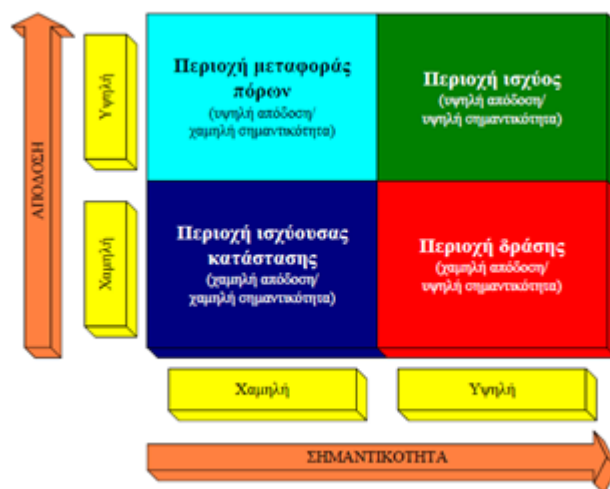 ΑΠΟΔΟΣΗ
Υψηλή
Χαμηλή
Περιοχή μεταφοράς
πόρων
(υψηλή απόδοση/
χαμηλή σημαντικότητα)
Περιοχή ισχύος
(υψηλή απόδοση/
υψηλή σημαντικότητα)
Περιοχή ισχύουσας
κατάστασης
(χαμηλή απόδοση/
χαμηλή σημαντικότητα)
Περιοχή δράσης
(χαμηλή απόδοση/
υψηλή σημαντικότητα)
Χαμηλή
Υψηλή
ΣΗΜΑΝΤΙΚΟΤΗΤΑ